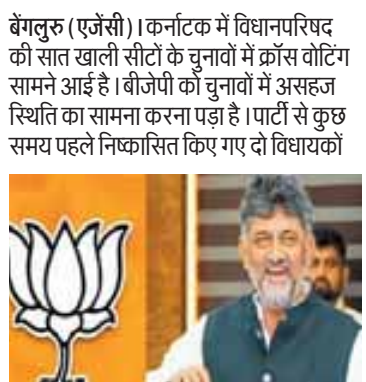 बेंगलुरु (एजेंसी)। कर्नाटक में विधानपरिषद
की सात खाली सीटों के चुनावों में क्रॉस वोटिंग
सामने आई है। बीजेपी को चुनावों में असहज
स्थिति का सामना करना पड़ा है। पार्टी से कुछ
समय पहले निष्कासित किए गए दो विधायकों